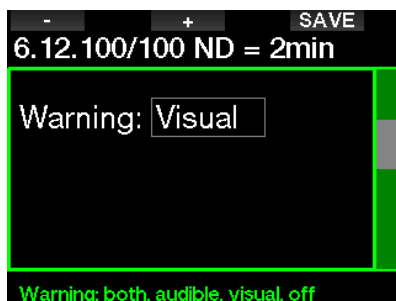 - + SAVE
6.12.100/100 ND = 2min
Warning: Visual
Warning: both, audible, visual, off